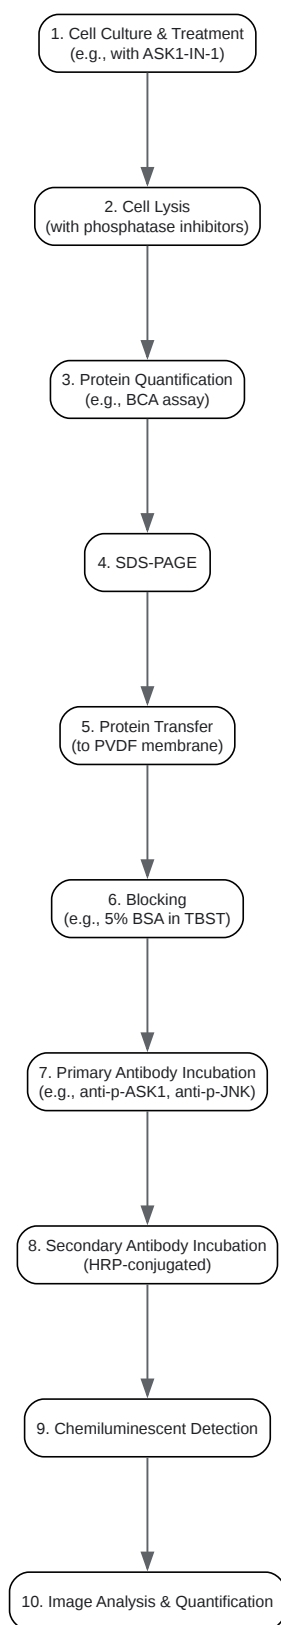 1. Cell Culture & Treatment
(e.g., with ASK1-IN-1)
2. Cell Lysis
(with phosphatase inhibitors)
3. Protein Quantification
(e.g., BCA assay)
4. SDS-PAGE
5. Protein Transfer
(to PVDF membrane)
6. Blocking
(e.g., 5% BSA in TBST)
7. Primary Antibody Incubation
(e.g., anti-p-ASK1, anti-p-JNK)
8. Secondary Antibody Incubation
(HRP-conjugated)
9. Chemiluminescent Detection
10. Image Analysis & Quantification